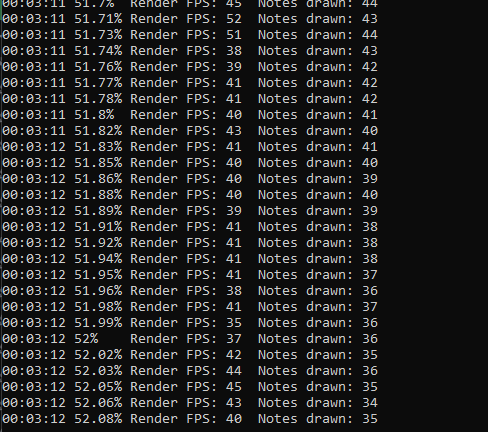 00:03:11 51.7%  Render FPS: 45  Notes drawn: 44
00:03:11 51.71% Render FPS: 52  Notes drawn: 43
00:03:11 51.73% Render FPS: 51  Notes drawn: 44
00:03:11 51.74% Render FPS: 38  Notes drawn: 43
00:03:11 51.76% Render FPS: 39  Notes drawn: 42
00:03:11 51.77% Render FPS: 41  Notes drawn: 42
00:03:11 51.78% Render FPS: 41  Notes drawn: 42
00:03:11 51.8%  Render FPS: 40  Notes drawn: 41
00:03:11 51.82% Render FPS: 43  Notes drawn: 40
00:03:12 51.83% Render FPS: 41  Notes drawn: 41
00:03:12 51.85% Render FPS: 40  Notes drawn: 40
00:03:12 51.86% Render FPS: 40  Notes drawn: 39
00:03:12 51.88% Render FPS: 40  Notes drawn: 40
00:03:12 51.89% Render FPS: 39  Notes drawn: 39
00:03:12 51.91% Render FPS: 41  Notes drawn: 38
00:03:12 51.92% Render FPS: 41  Notes drawn: 38
00:03:12 51.94% Render FPS: 41  Notes drawn: 38
00:03:12 51.95% Render FPS: 41  Notes drawn: 37
00:03:12 51.96% Render FPS: 38  Notes drawn: 36
00:03:12 51.98% Render FPS: 41  Notes drawn: 37
00:03:12 51.99% Render FPS: 35  Notes drawn: 36
00:03:12 52%    Render FPS: 37  Notes drawn: 36
00:03:12 52.02% Render FPS: 42  Notes drawn: 35
00:03:12 52.03% Render FPS: 44  Notes drawn: 36
00:03:12 52.05% Render FPS: 45  Notes drawn: 35
00:03:12 52.06% Render FPS: 43  Notes drawn: 34
00:03:12 52.08% Render FPS: 40  Notes drawn: 35